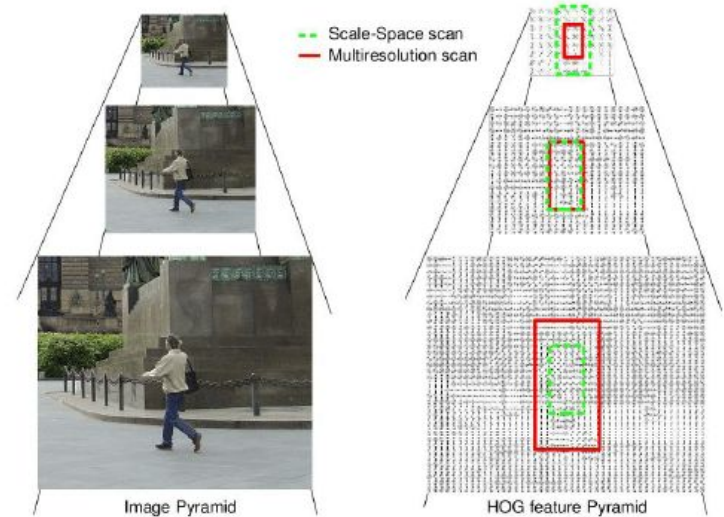 Scale-Space scan
Multiresolution scan
Image Pyramid
HOG feature Pyramid